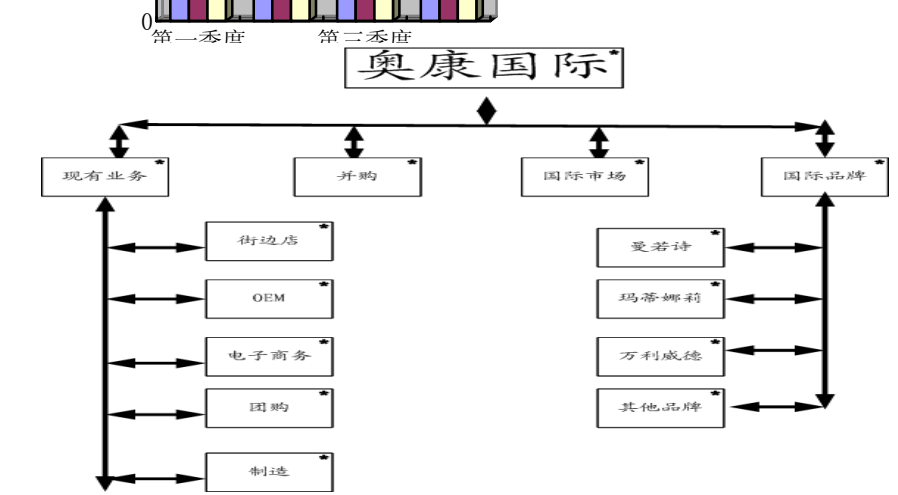 0
第一季度 第三季度
奥康国际*
现有业务* 并购* 国际市场* 国际品牌*
街边店* 曼若诗*
OEM* 玛蒂娜莉*
电子商务* 万利威德*
团购* 其他品牌*
制造*